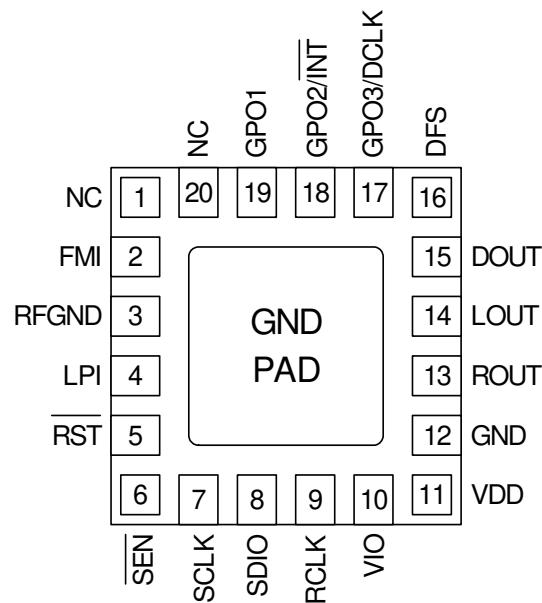 NC
GPO1
GPO2/INT
GPO3/DCLK
DFS
20
19
18
17
16
NC 1
FMI 2
RFGND 3
LPI 4
RST 5
6
15 DOUT
14 LOUT
13 ROUT
12 GND
11 VDD
GND
PAD
7
8
9
10
SEN
SCLK
SDIO
RCLK
VIO